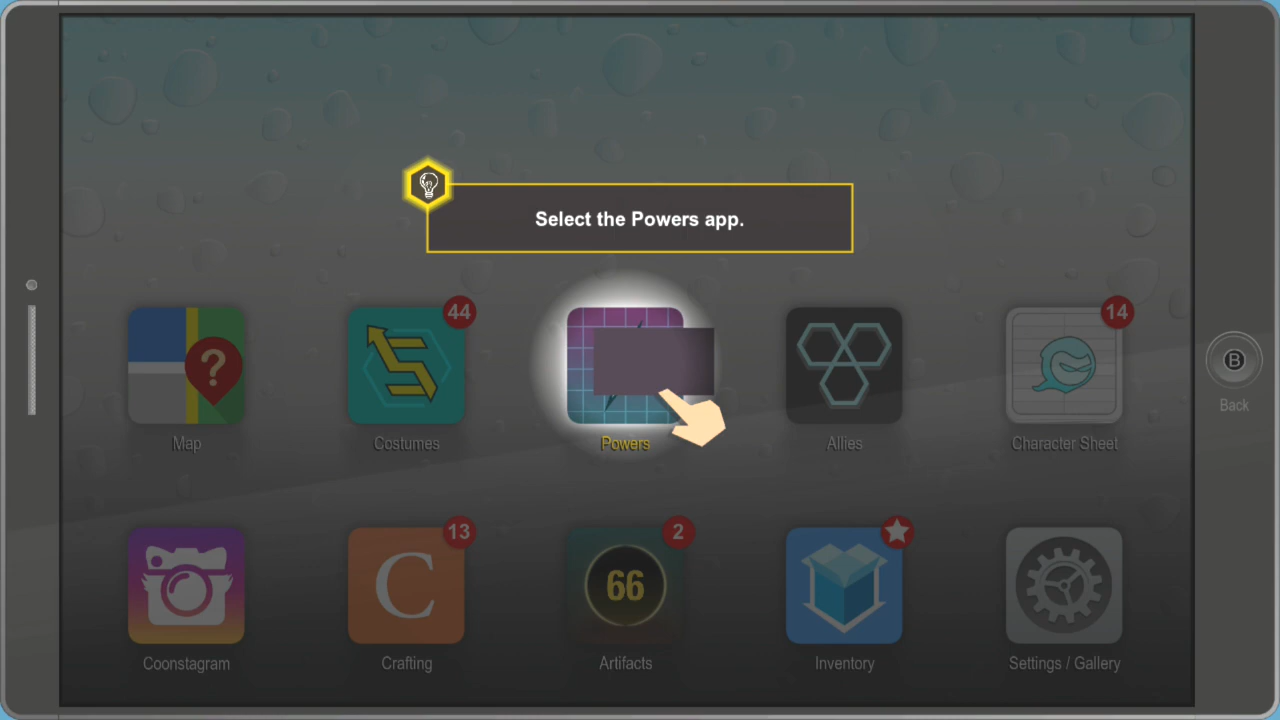 Select the Powers app.
44
14
?
B
Back
Map
Costumes
Powers
Allies
Character Sheet
13
2
C
66
Coonstagram
Crafting
Artifacts
Inventory
Settings / Gallery